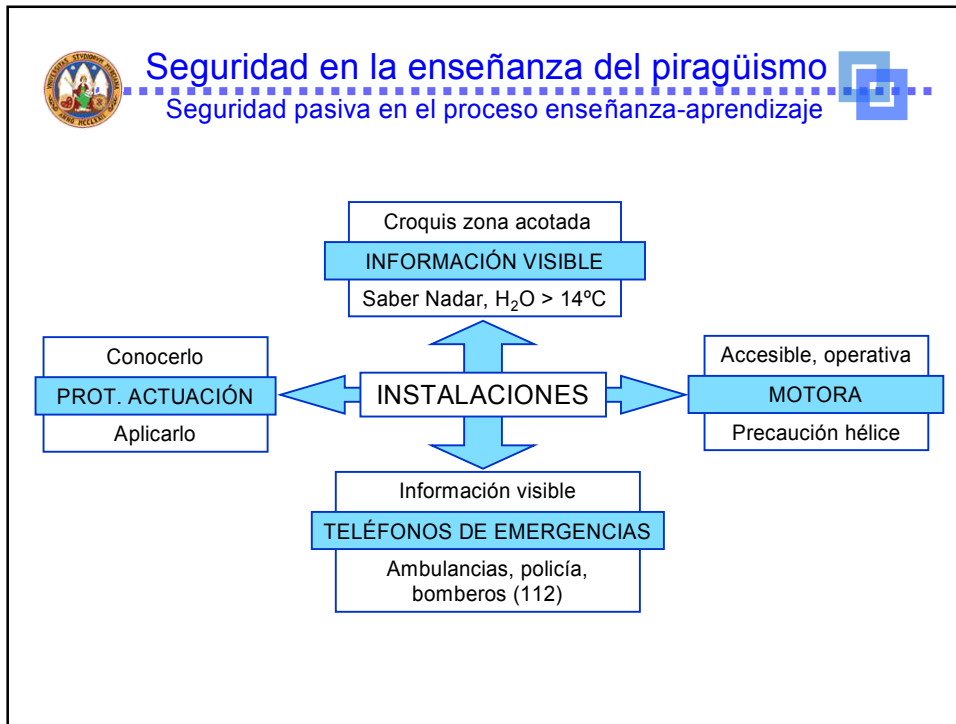 Seguridad en la enseñanza del piragüismo
Seguridad pasiva en el proceso enseñanza-aprendizaje
Croquis zona acotada
INFORMACIÓN VISIBLE
Saber Nadar, H₂O > 14ºC
Conocerlo
PROT. ACTUACIÓN
Aplicarlo
INSTALACIONES
Accesible, operativa
MOTORA
Precaución hélice
Información visible
TELÉFONOS DE EMERGENCIAS
Ambulancias, policía,
bomberos (112)